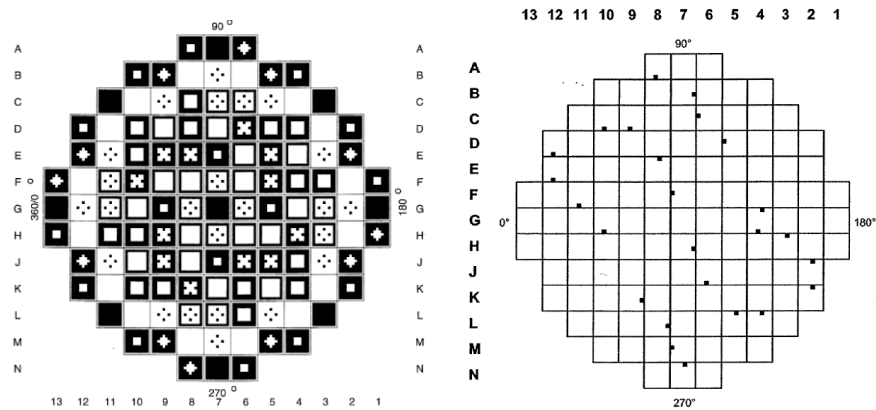 90 °
A A
B B
C C
D D
E E
F F
G G
H H
J J
K K
L L
M M
N N
360/0 °
180 °
270 °
13 12 11 10 9 8 7 6 5 4 3 2 1
13 12 11 10 9 8 7 6 5 4 3 2 1
90°
A
B
C
D
E
F
G
0°
180°
H
J
K
L
M
N
270°